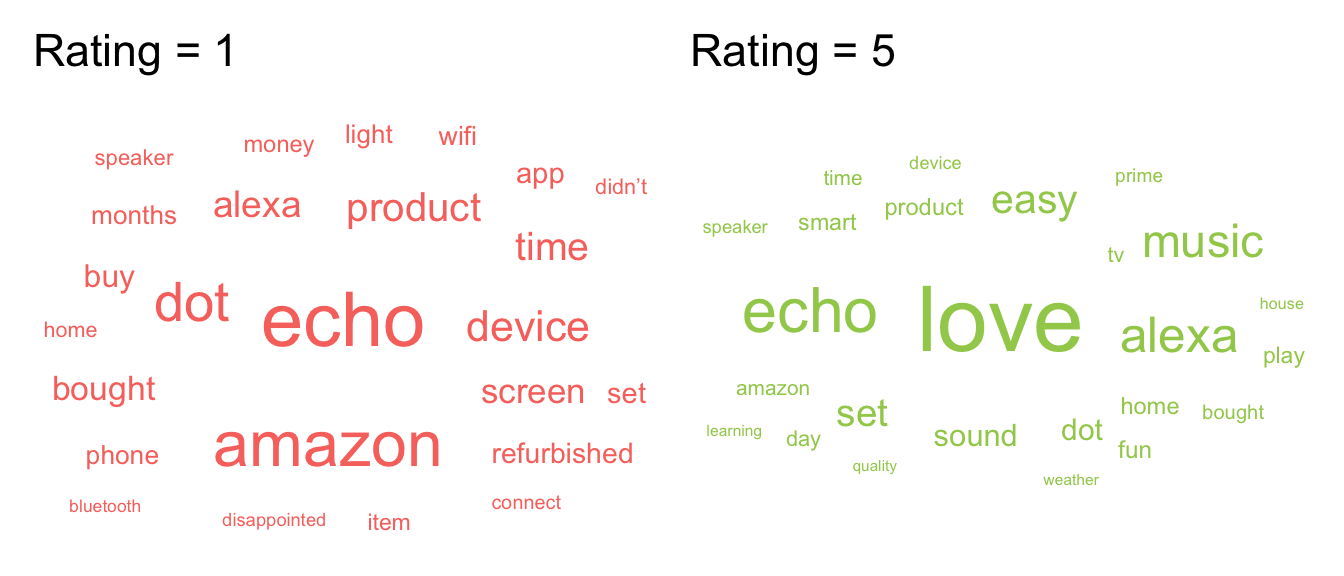 Rating = 1
light
wifi
money
speaker
app
didn’t
alexa
product
months
time
buy
dot
echo
device
home
bought
screen
set
amazon
phone
refurbished
bluetooth
connect
disappointed
item
Rating = 5
device
time
prime
easy
product
smart
speaker
music
tv
echo
love
house
alexa
play
amazon
set
home
bought
learning
day
sound
dot
fun
quality
weather